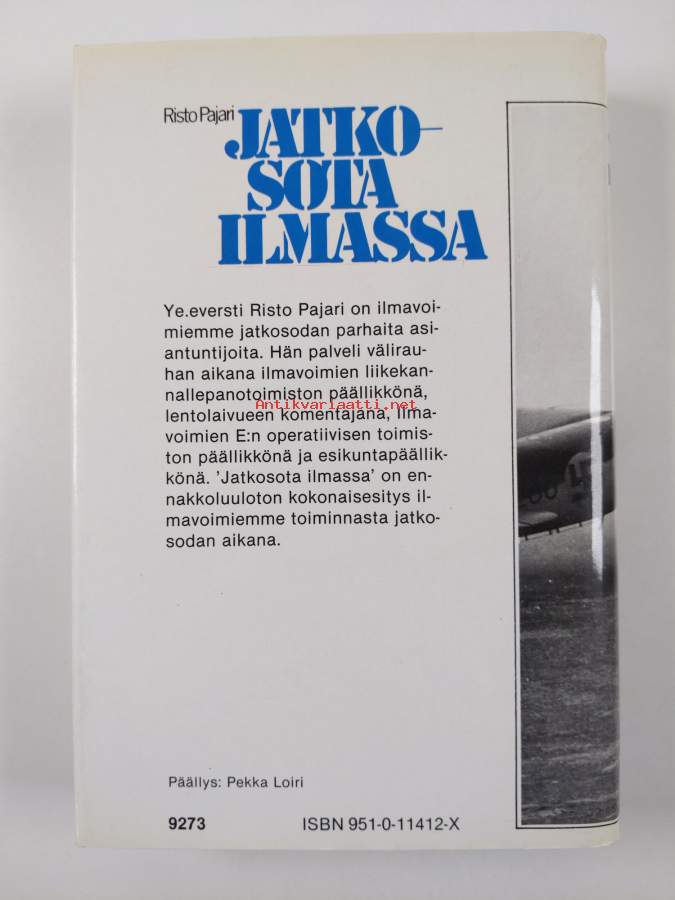 Risto Pajari
JATKO-
SOTA
ILMASSA
Ye.eversti Risto Pajari on ilmavoi-
miemme jatkosodan parhaita asi-
antuntijoita. Hän palveli välirau-
han aikana ilmavoimien liikekan-
nallepanotoimiston päällikkönä,
Antikvariaatti.net
lentolaivueen komentajana, ilma-
voimien E:n operatiivisen toimis-
ton päällikkönä ja esikuntapäällik-
könä. 'Jatkosota ilmassa' on en-
nakkoluuloton kokonaisesitys il-
mavoimiemme toiminnasta jatko-
sodan aikana.
Päällys: Pekka Loiri
9273 ISBN 951-0-11412-X